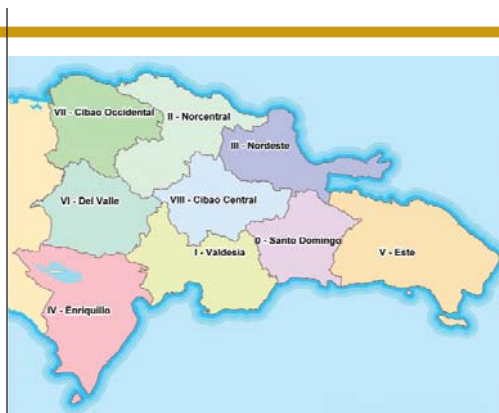 VII - Cibao Occidental
II - Norcentral
III - Nordeste
VI - Del Valle
VIII - Cibao Central
0 - Santo Domingo
I - Valdesia
V - Este
IV - Enriquillo